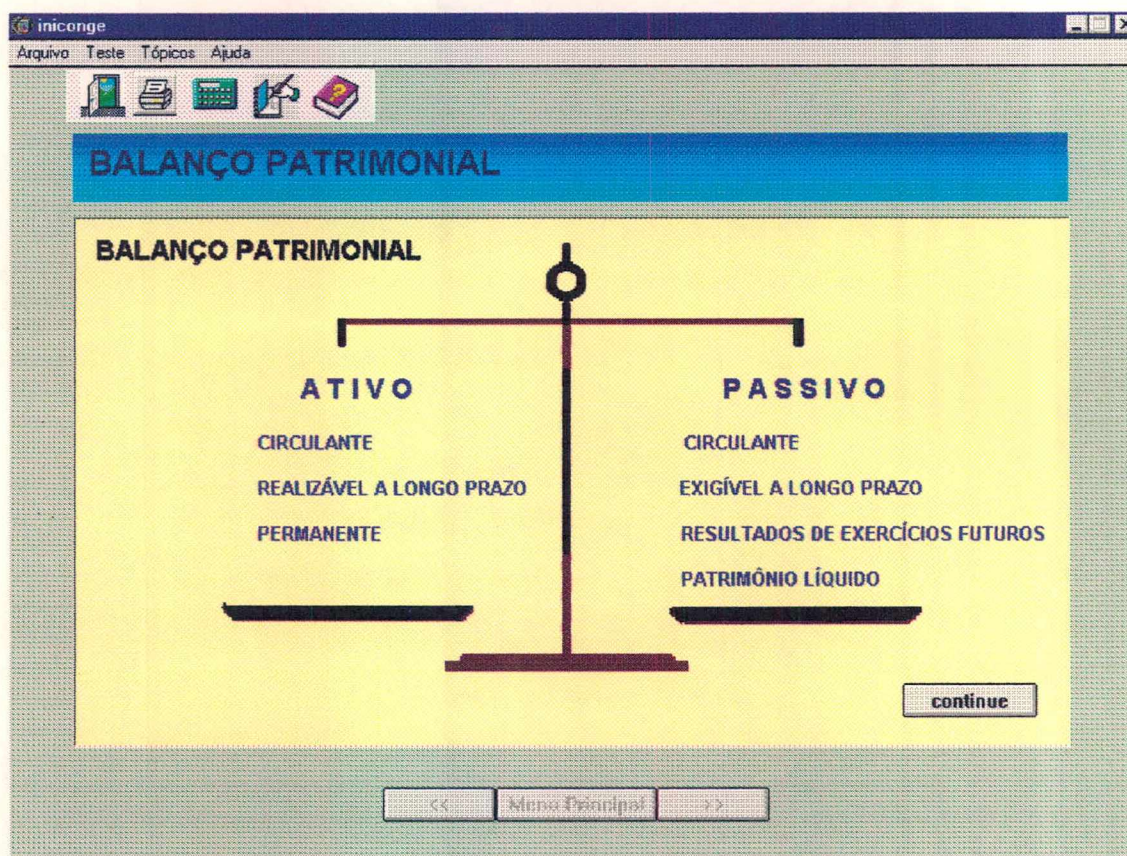 iniconge
Arquivo Teste Tópicos Ajuda
BALANÇO PATRIMONIAL
BALANÇO PATRIMONIAL
ATIVO
CIRCULANTE
REALIZÁVEL A LONGO PRAZO
PERMANENTE
PASSIVO
CIRCULANTE
EXIGÍVEL A LONGO PRAZO
RESULTADOS DE EXERCÍCIOS FUTUROS
PATRIMÔNIO LÍQUIDO
continue
<< Menu Principal >>